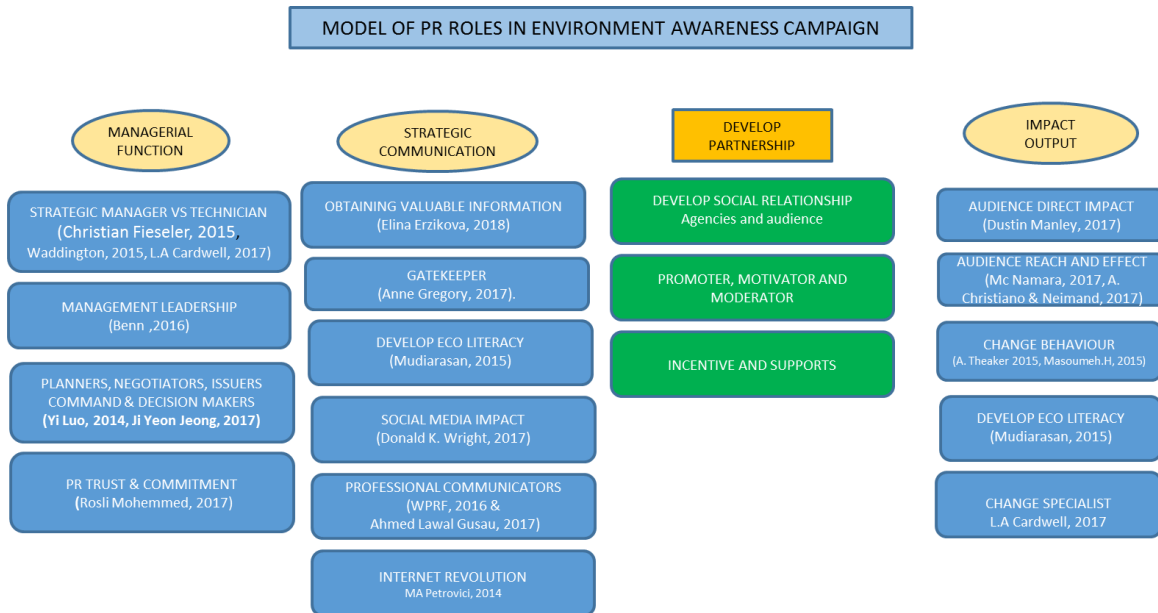 MODEL OF PR ROLES IN ENVIRONMENT AWARENESS CAMPAIGN
MANAGERIAL
FUNCTION
STRATEGIC MANAGER VS TECHNICIAN
(Christian Fieseler, 2015,
Waddington, 2015, L.A Cardwell, 2017)
MANAGEMENT LEADERSHIP
(Benn ,2016)
PLANNERS, NEGOTIATORS, ISSUERS
COMMAND & DECISION MAKERS
(Yi Luo, 2014, Ji Yeon Jeong, 2017)
PR TRUST & COMMITMENT
(Rosli Mohemmed, 2017)
STRATEGIC
COMMUNICATION
OBTAINING VALUABLE INFORMATION
(Elina Erzikova, 2018)
GATEKEEPER
(Anne Gregory, 2017).
DEVELOP ECO LITERACY
(Mudiarasan, 2015)
SOCIAL MEDIA IMPACT
(Donald K. Wright, 2017)
PROFESSIONAL COMMUNICATORS
(WPRF, 2016 &
Ahmed Lawal Gusau, 2017)
INTERNET REVOLUTION
MA Petrovici, 2014
DEVELOP
PARTNERSHIP
DEVELOP SOCIAL RELATIONSHIP
Agencies and audience
PROMOTER, MOTIVATOR AND
MODERATOR
INCENTIVE AND SUPPORTS
IMPACT
OUTPUT
AUDIENCE DIRECT IMPACT
(Dustin Manley, 2017)
AUDIENCE REACH AND EFFECT
(Mc Namara, 2017, A.
Christiano & Neimand, 2017)
CHANGE BEHAVIOUR
(A. Theaker 2015, Masoumeh.H, 2015)
DEVELOP ECO LITERACY
(Mudiarasan, 2015)
CHANGE SPECIALIST
L.A Cardwell, 2017